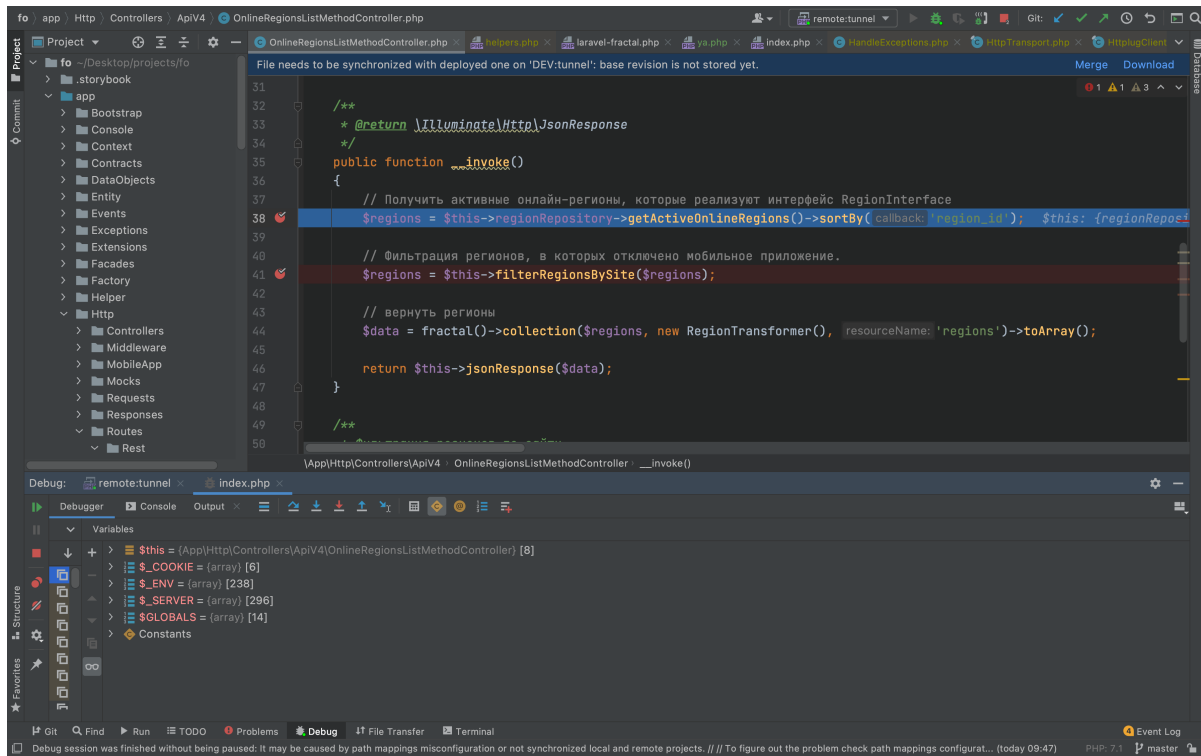 fo app Http Controllers ApiV4 OnlineRegionsListMethodController.php
remote:tunnel Git:
Project
OnlineRegionsListMethodController.php helpers.php laravel-fractal.php ya.php index.php HandleExceptions.php HttpTransport.php HttplugClient
fo ~/Desktop/projects/fo
File needs to be synchronized with deployed one on 'DEV:tunnel': base revision is not stored yet. Merge Download
.storybook
app
Bootstrap
Console
Context
Contracts
DataObjects
Entity
Events
Exceptions
Extensions
Facades
Factory
Helper
Http
Controllers
Middleware
MobileApp
Mocks
Requests
Responses
Routes
Rest
1 1 3
31
32 /**
33 * @return \Illuminate\Http\JsonResponse
34 */
35 public function __invoke()
36 {
37 // Получить активные онлайн-регионы, которые реализуют интерфейс RegionInterface
38 $regions = $this->regionRepository->getActiveOnlineRegions()->sortBy( callback: 'region_id'); $this: {regionReposi
39
40 // Фильтрация регионов, в которых отключено мобильное приложение.
41 $regions = $this->filterRegionsBySite($regions);
42
43 // вернуть регионы
44 $data = fractal()->collection($regions, new RegionTransformer(), resourceName: 'regions')->toArray();
45
46 return $this->jsonResponse($data);
47 }
48
49 /**
50
\App\Http\Controllers\ApiV4 OnlineRegionsListMethodController __invoke()
Project
Commit
Structure
Favorites
Database
Debug: remote:tunnel index.php
Debugger Console Output
Variables
$this = {App\Http\Controllers\ApiV4\OnlineRegionsListMethodController} [8]
$_COOKIE = {array} [6]
$_ENV = {array} [238]
$_SERVER = {array} [296]
$GLOBALS = {array} [14]
Constants
Git Find Run TODO Problems Debug File Transfer Terminal 4 Event Log
Debug session was finished without being paused: It may be caused by path mappings misconfiguration or not synchronized local and remote projects. // // To figure out the problem check path mappings configurat... (today 09:47) PHP: 7.1 master